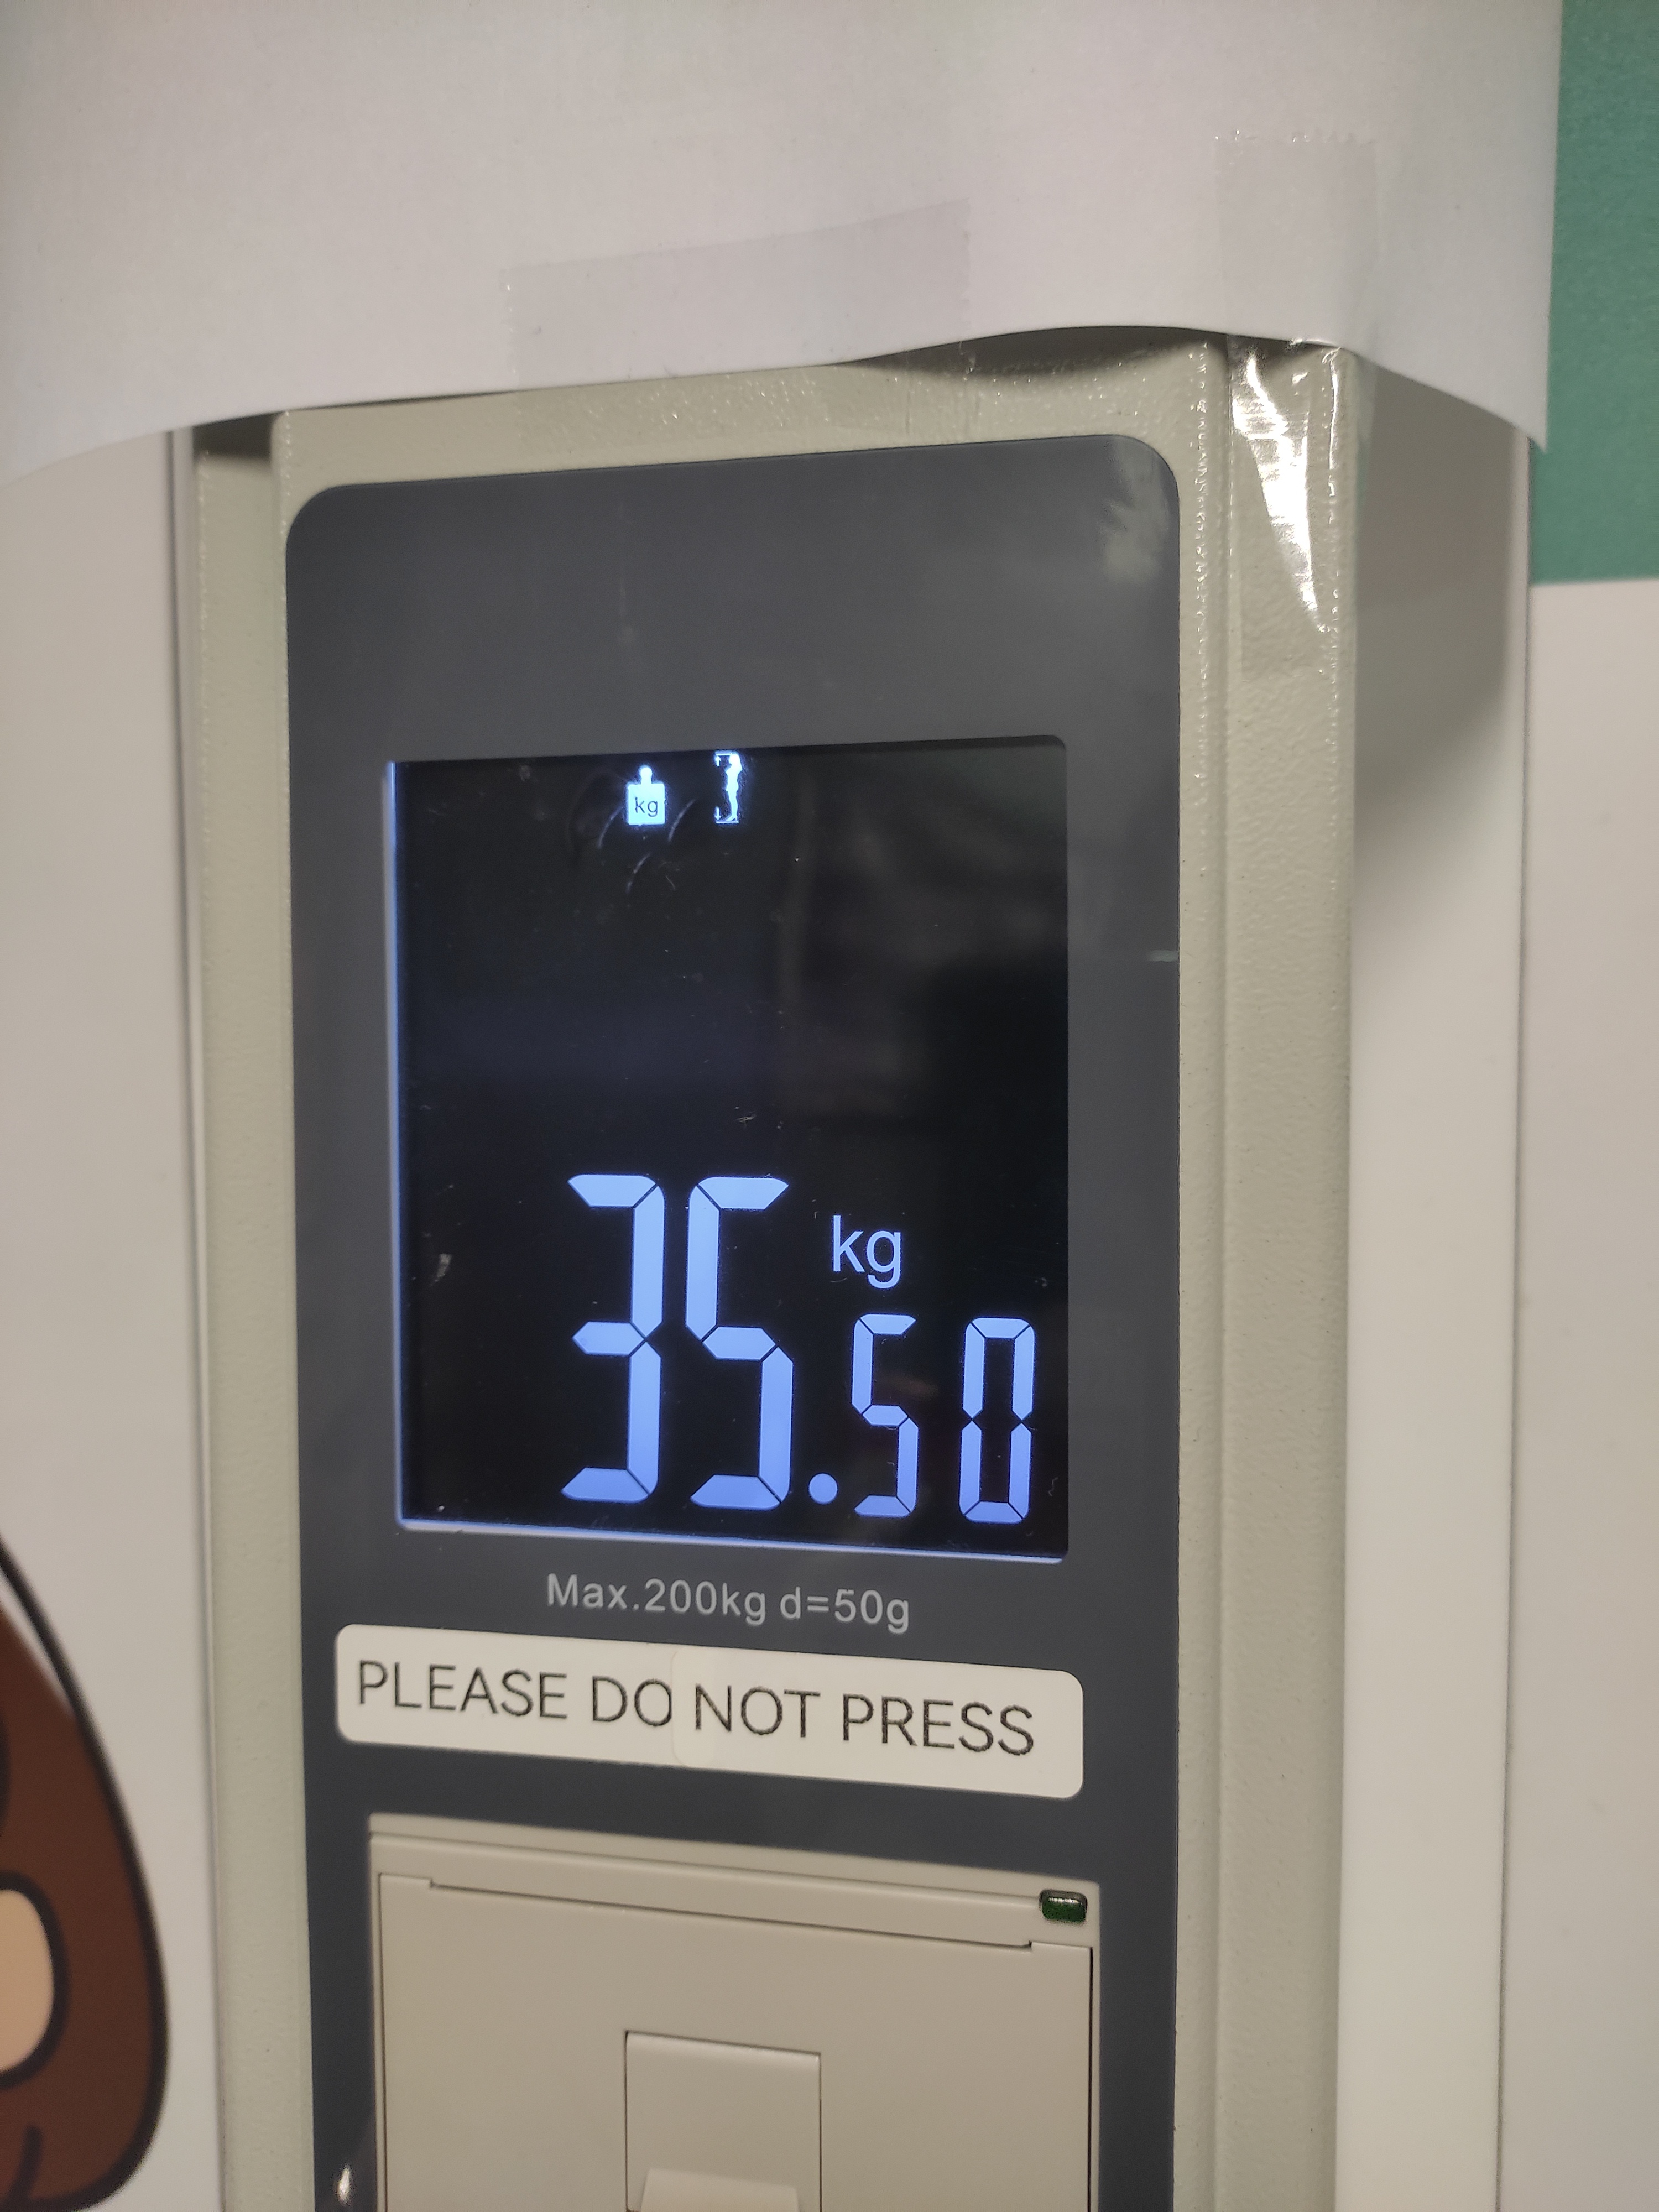 kg
kg
35.50
Max.200kg d=50g
PLEASE DO NOT PRESS